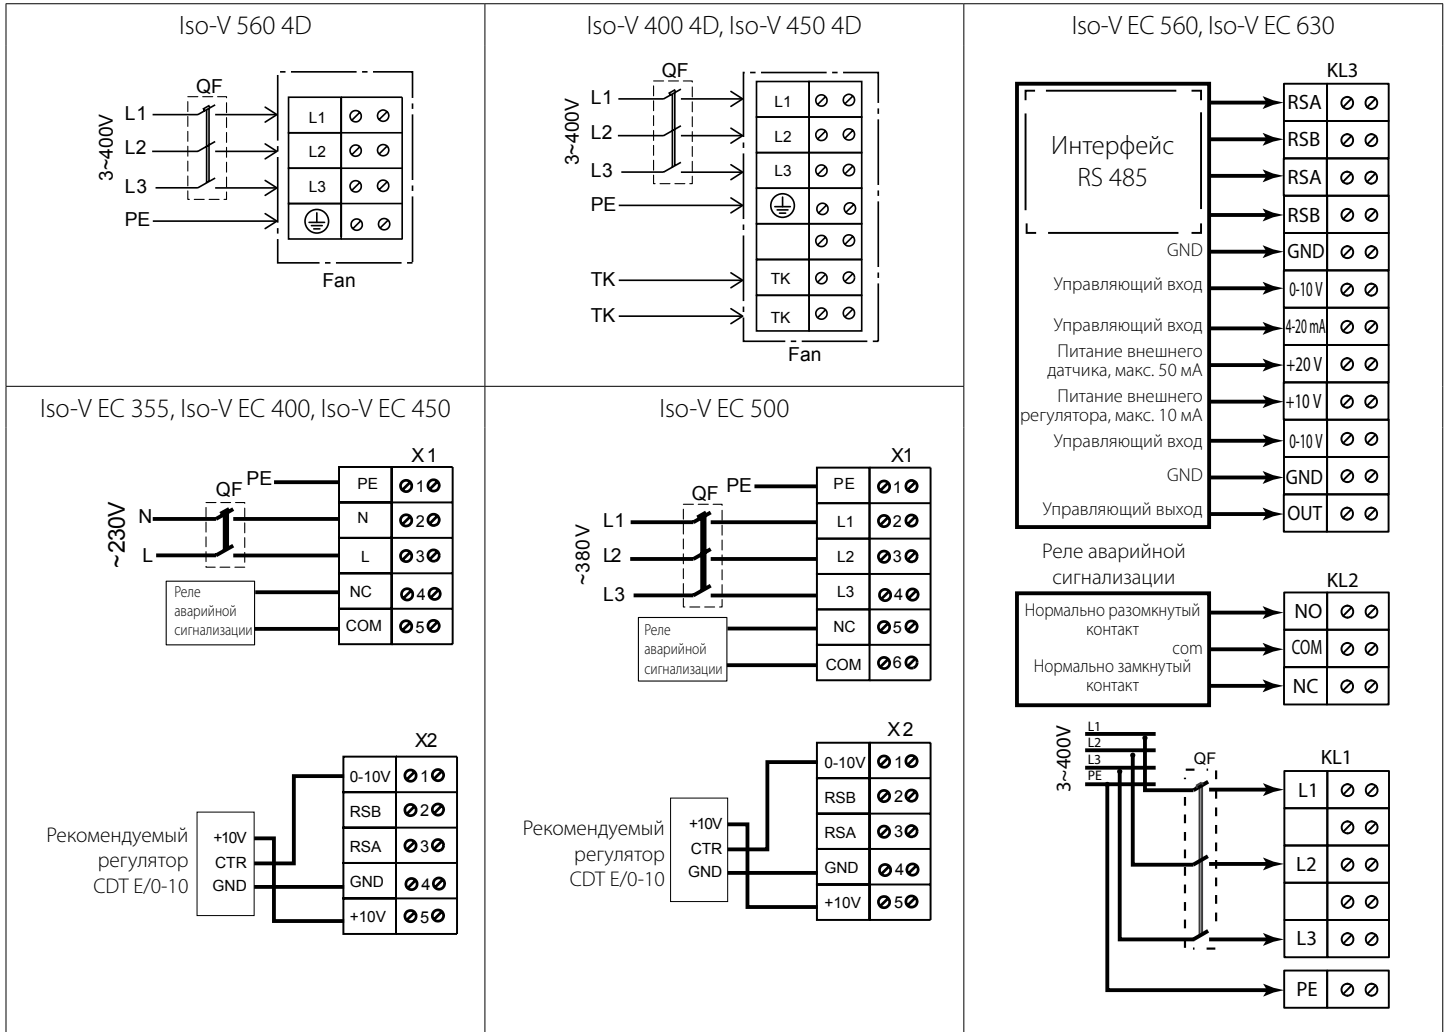 Iso-V 560 4D
QF
L1
L2
L3
PE
3~400V
L1
L2
L3
Fan
Iso-V 400 4D, Iso-V 450 4D
QF
L1
L2
L3
PE
TK
TK
3~400V
L1
L2
L3
TK
TK
Fan
Iso-V EC 560, Iso-V EC 630
KL3
Интерфейс
RS 485
RSA
RSB
RSA
RSB
GND GND
Управляющий вход 0-10 V
Управляющий вход 4-20 mA
Питание внешнего
датчика, макс. 50 мА +20 V
Питание внешнего
регулятора, макс. 10 мА +10 V
Управляющий вход 0-10 V
GND GND
Управляющий выход OUT
Реле аварийной
сигнализации
KL2
Нормально разомкнутый
контакт
NO
com COM
Нормально замкнутый
контакт
NC
3~400V
L1
L2
L3
PE
QF
KL1
L1
L2
L3
PE
Iso-V EC 355, Iso-V EC 400, Iso-V EC 450
X1
QF
PE PE 1
~230V
N N 2
L L 3
Реле
аварийной
сигнализации
NC 4
COM 5
X2
0-10V 1
RSB 2
RSA 3
GND 4
+10V 5
Рекомендуемый
регулятор
CDT E/0-10
+10V
CTR
GND
Iso-V EC 500
X1
QF
PE PE 1
~380V
L1 L1 2
L2 L2 3
L3 L3 4
Реле
аварийной
сигнализации
NC 5
COM 6
X2
0-10V 1
RSB 2
RSA 3
GND 4
+10V 5
Рекомендуемый
регулятор
CDT E/0-10
+10V
CTR
GND